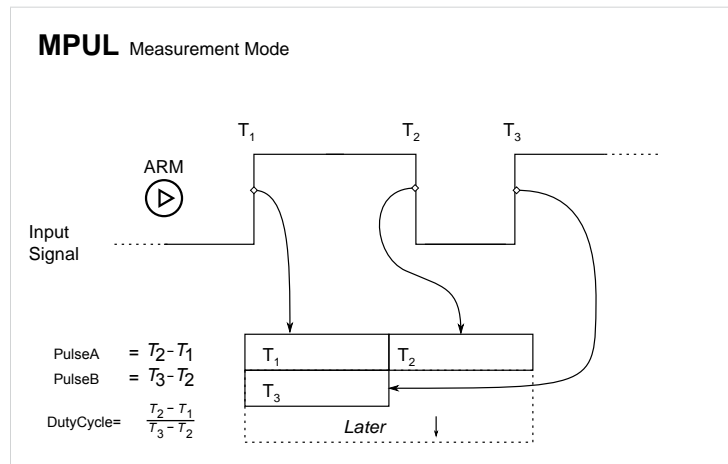 MPUL Measurement Mode
T1 T2 T3
ARM
Input
Signal
PulseA = T2-T1
PulseB = T3-T2
DutyCycle= T2-T1
T3-T2
T1 T2
T3
Later